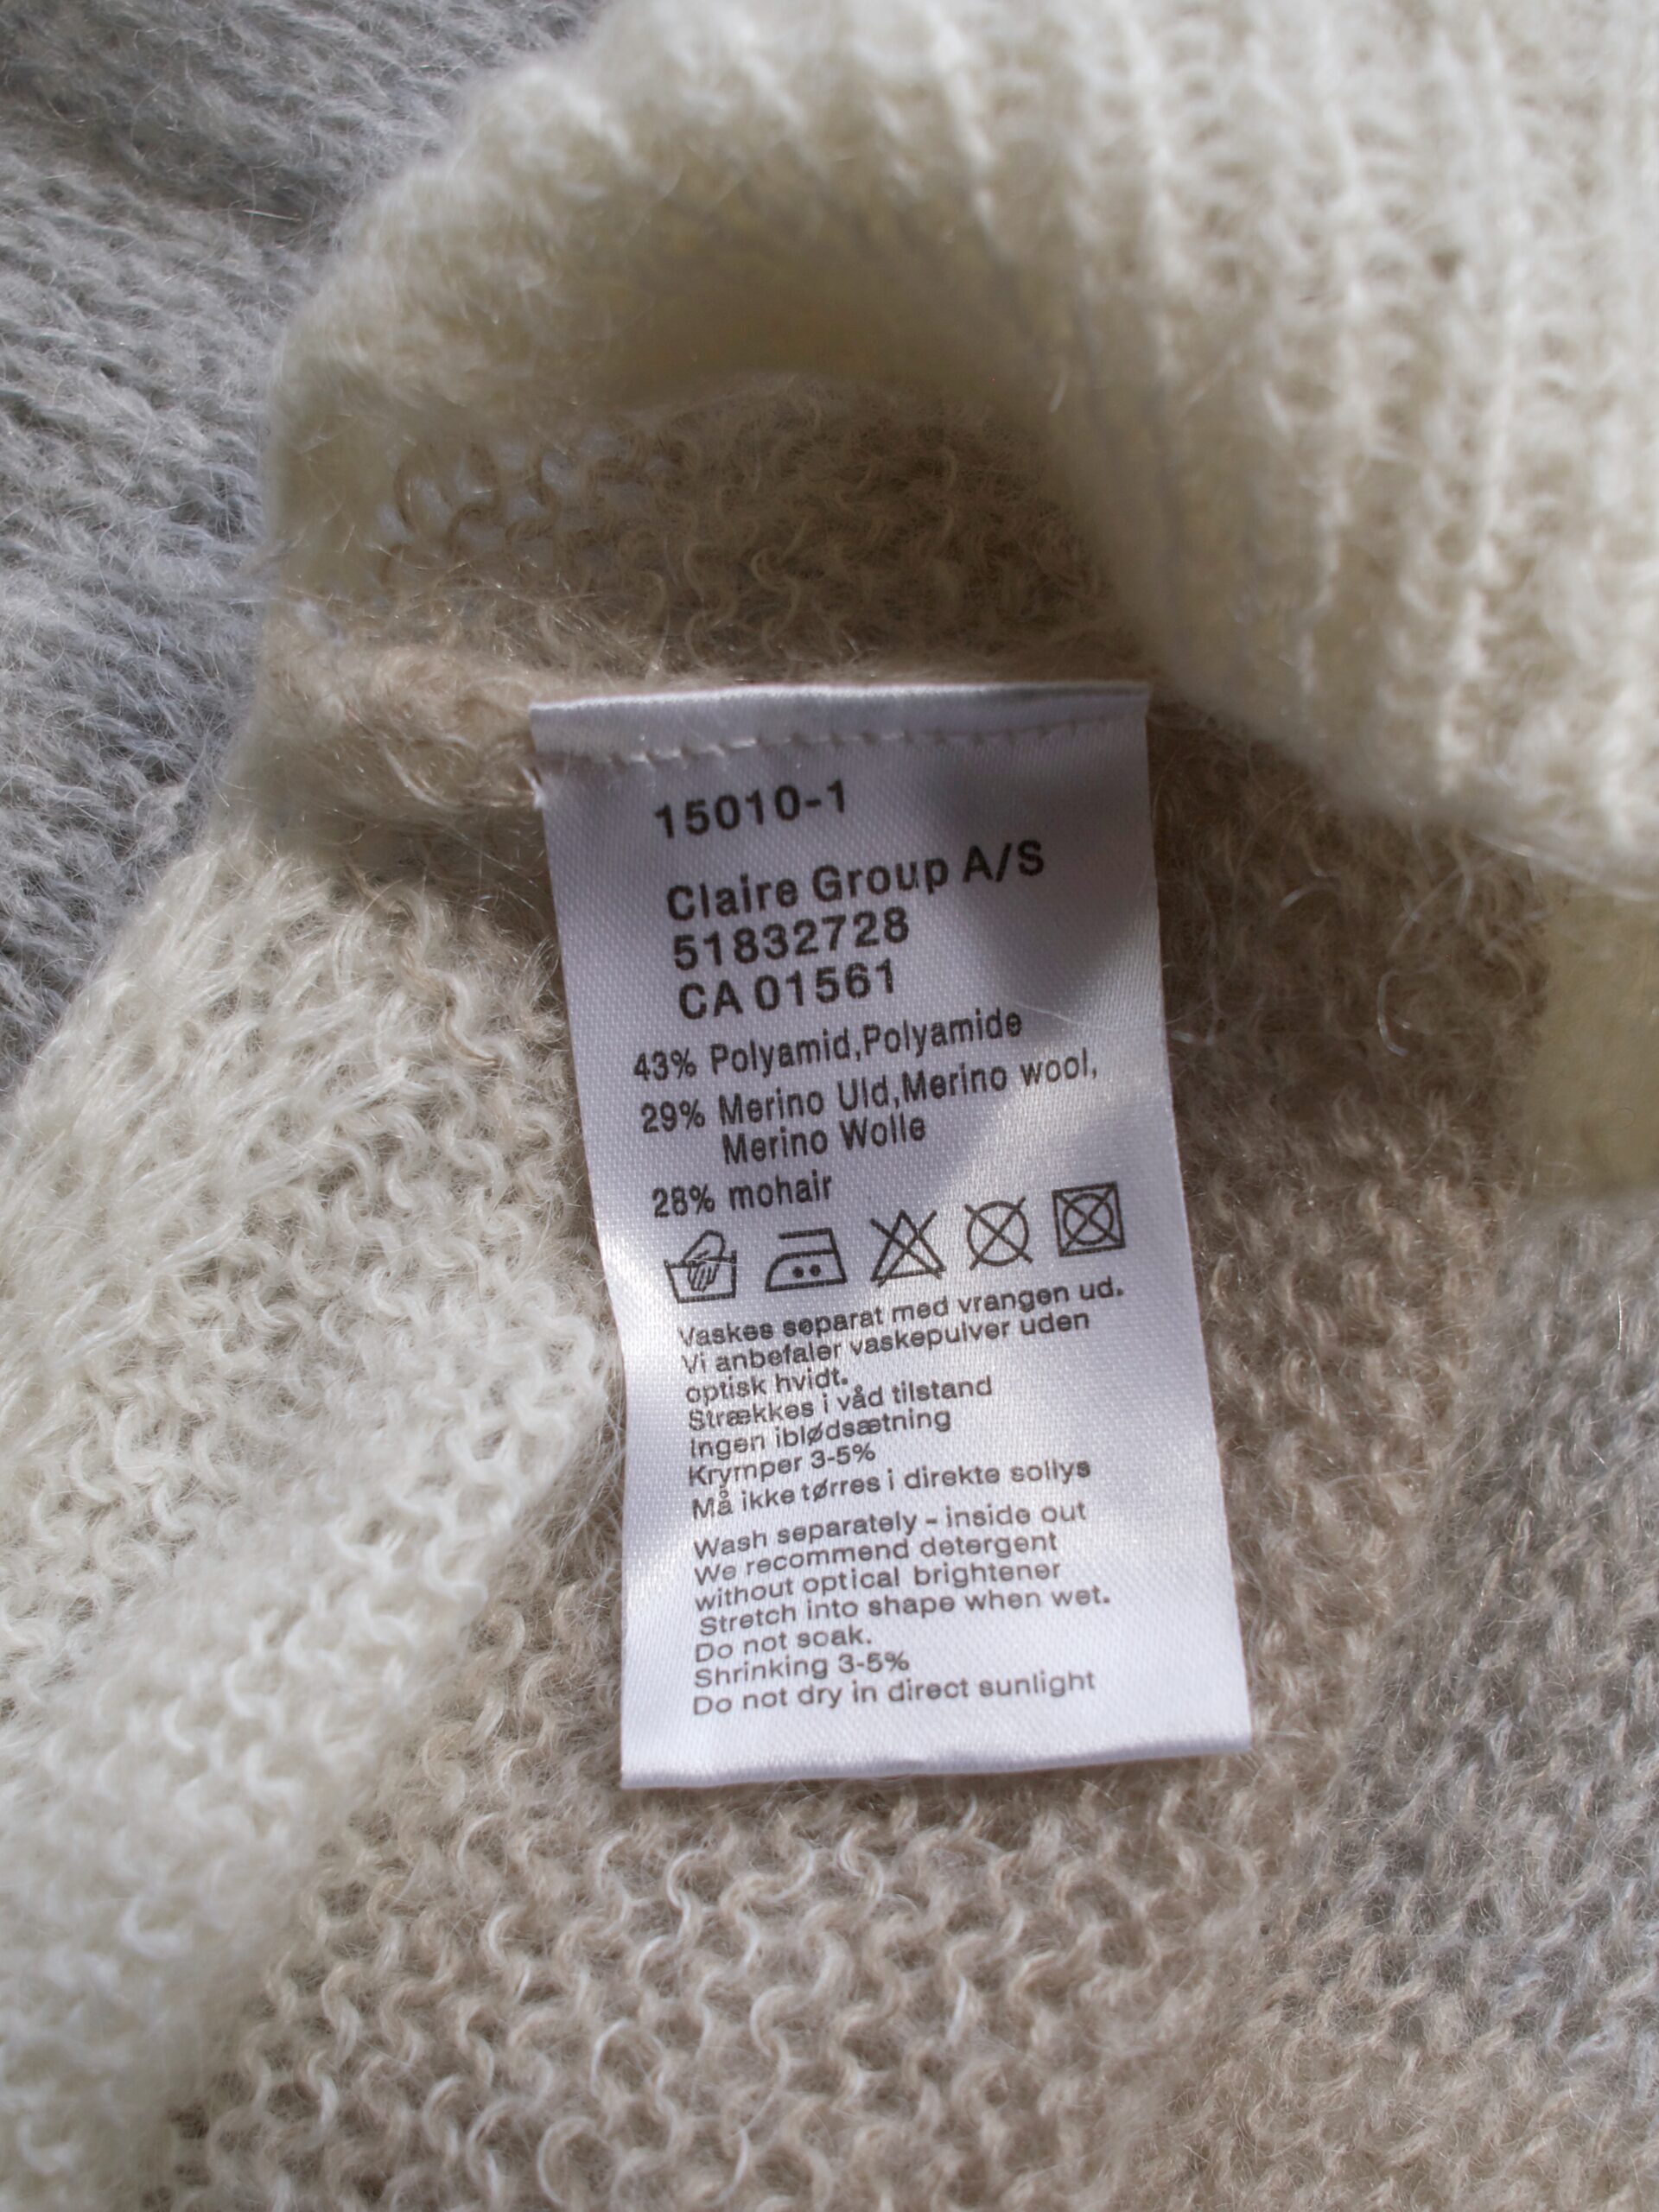 15010-1
Claire Group A/S
51832728
CA 01561
43% Polyamid,Polyamide
29% Merino Uld,Merino wool,
Merino Wolle
28% mohair
Vaskes separat med vrangen ud.
Vi anbefaler vaskepulver uden
optisk hvidt.
Strækkes i våd tilstand
Ingen iblødsætning
Krymper 3-5%
Må ikke tørres i direkte sollys
Wash separately - inside out
We recommend detergent
without optical brightener
Stretch into shape when wet.
Do not soak.
Shrinking 3-5%
Do not dry in direct sunlight